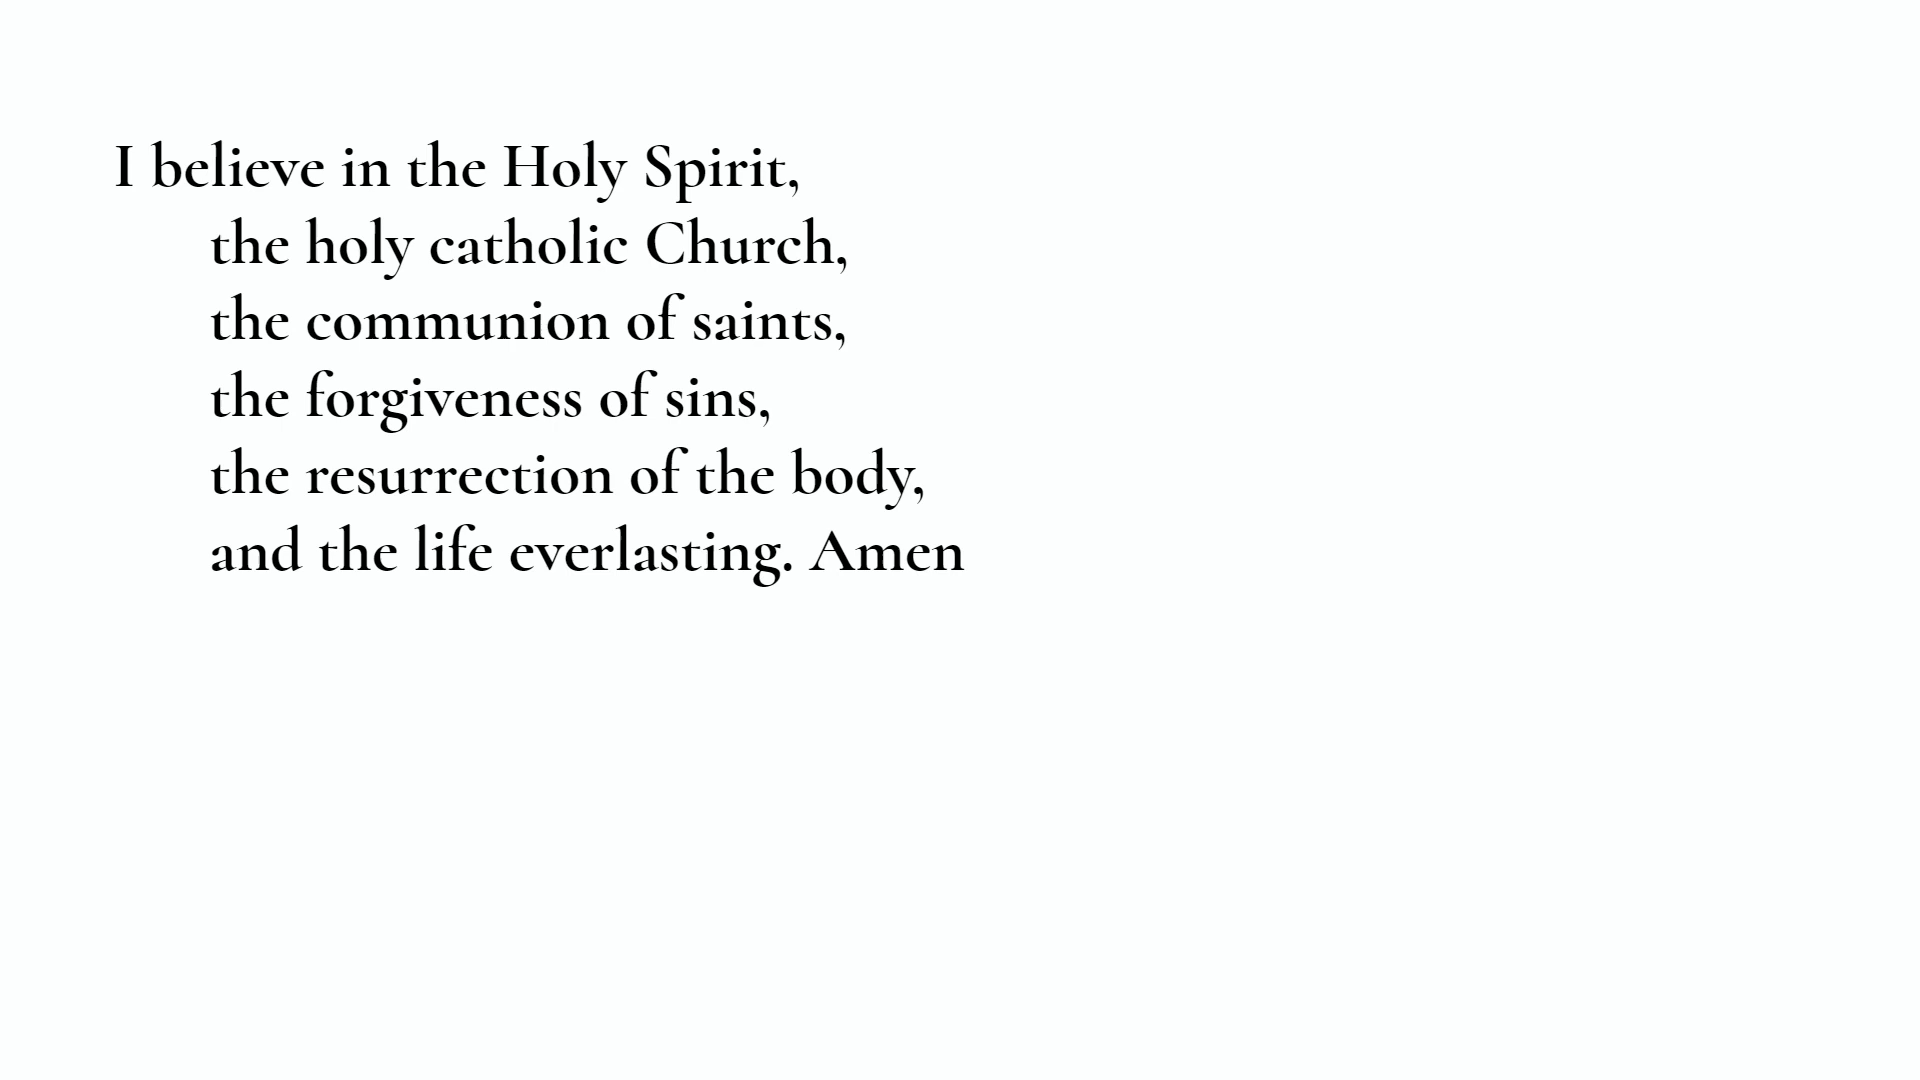 I believe in the Holy Spirit,
the holy catholic Church,
the communion of saints,
the forgiveness of sins,
the resurrection of the body,
and the life everlasting. Amen